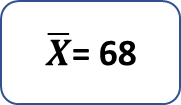 X̅ = 68